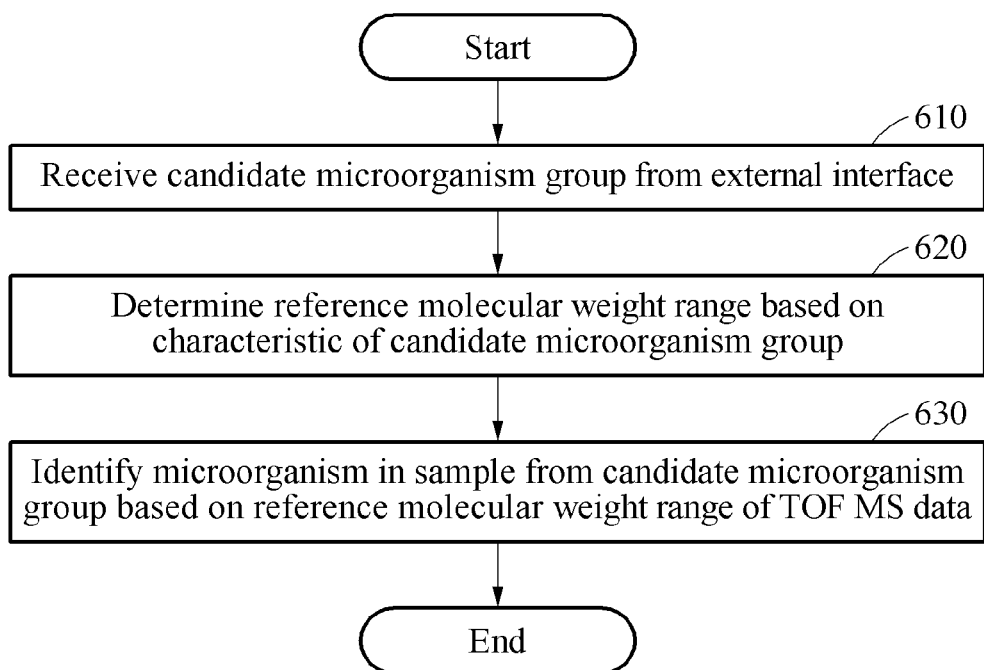 Start
610
Receive candidate microorganism group from external interface
620
Determine reference molecular weight range based on
characteristic of candidate microorganism group
630
Identify microorganism in sample from candidate microorganism
group based on reference molecular weight range of TOF MS data
End